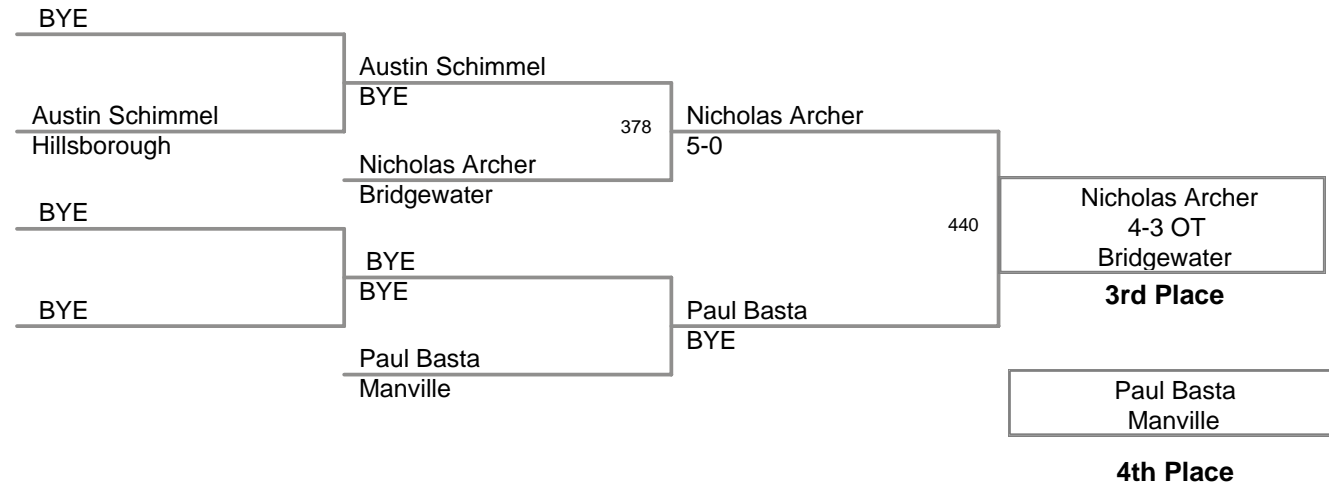 BYE
Austin Schimmel
Hillsborough
BYE
BYE
Austin Schimmel
BYE
Nicholas Archer
Bridgewater
BYE
BYE
Paul Basta
Manville
378
Nicholas Archer
5-0
Paul Basta
BYE
440
Nicholas Archer
4-3 OT
Bridgewater
3rd Place
Paul Basta
Manville
4th Place